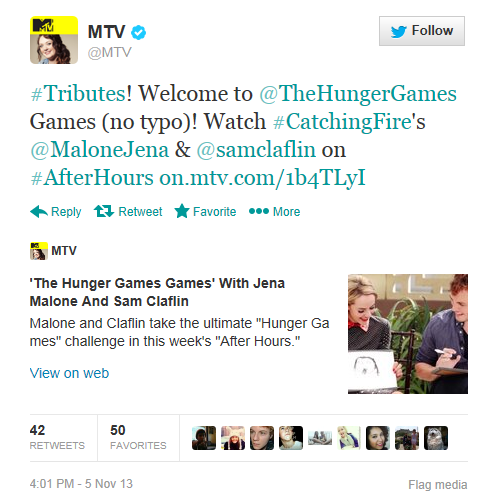 MTV
@MTV
Follow
#Tributes! Welcome to @TheHungerGames
Games (no typo)! Watch #CatchingFire's
@MaloneJena & @samclaflin on
#AfterHours on.mtv.com/1b4TLyI
Reply Retweet Favorite More
MTV
'The Hunger Games Games' With Jena
Malone And Sam Claflin
Malone and Claflin take the ultimate "Hunger Ga
mes" challenge in this week's "After Hours."
View on web
42 50
RETWEETS FAVORITES
4:01 PM - 5 Nov 13 Flag media